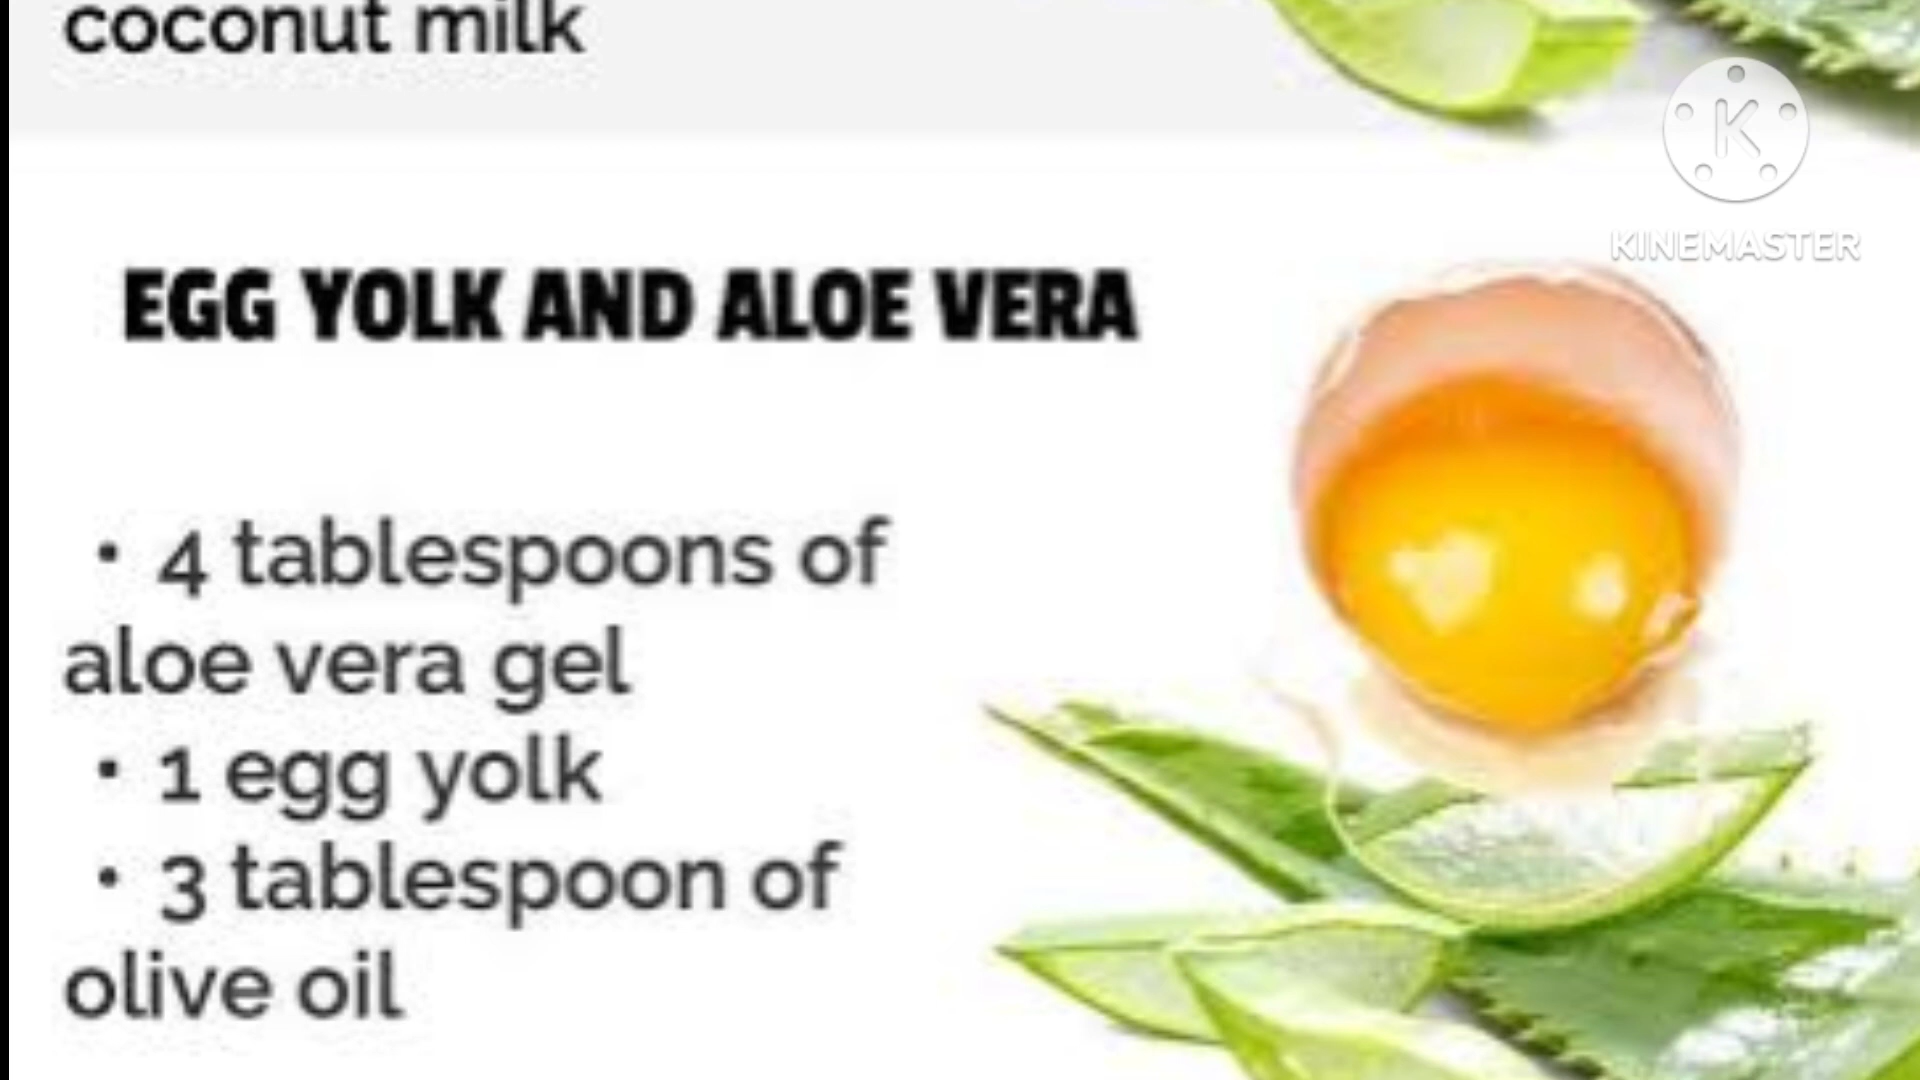 coconut milk
K
KINEMASTER
EGG YOLK AND ALOE VERA
• 4 tablespoons of
aloe vera gel
• 1 egg yolk
• 3 tablespoon of
olive oil